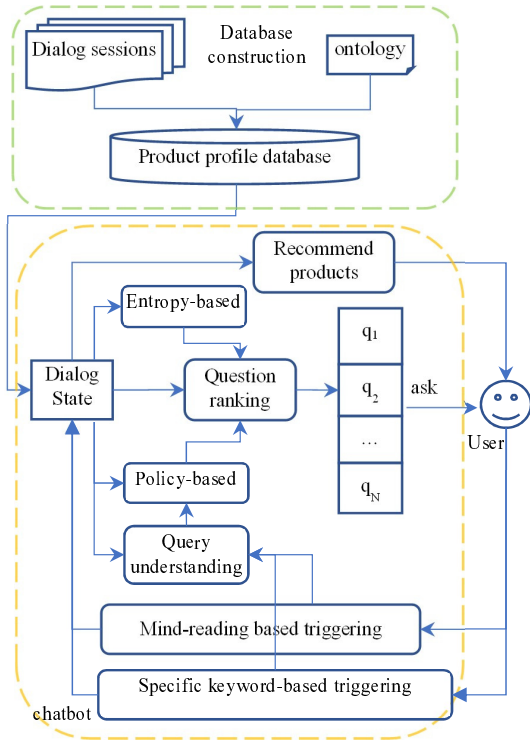 Dialog sessions
Database
construction
ontology
Product profile database
Recommend
products
Entropy-based
Dialog
State
Question
ranking
q1
q2
...
qN
ask
User
Policy-based
Query
understanding
Mind-reading based triggering
Specific keyword-based triggering
chatbot